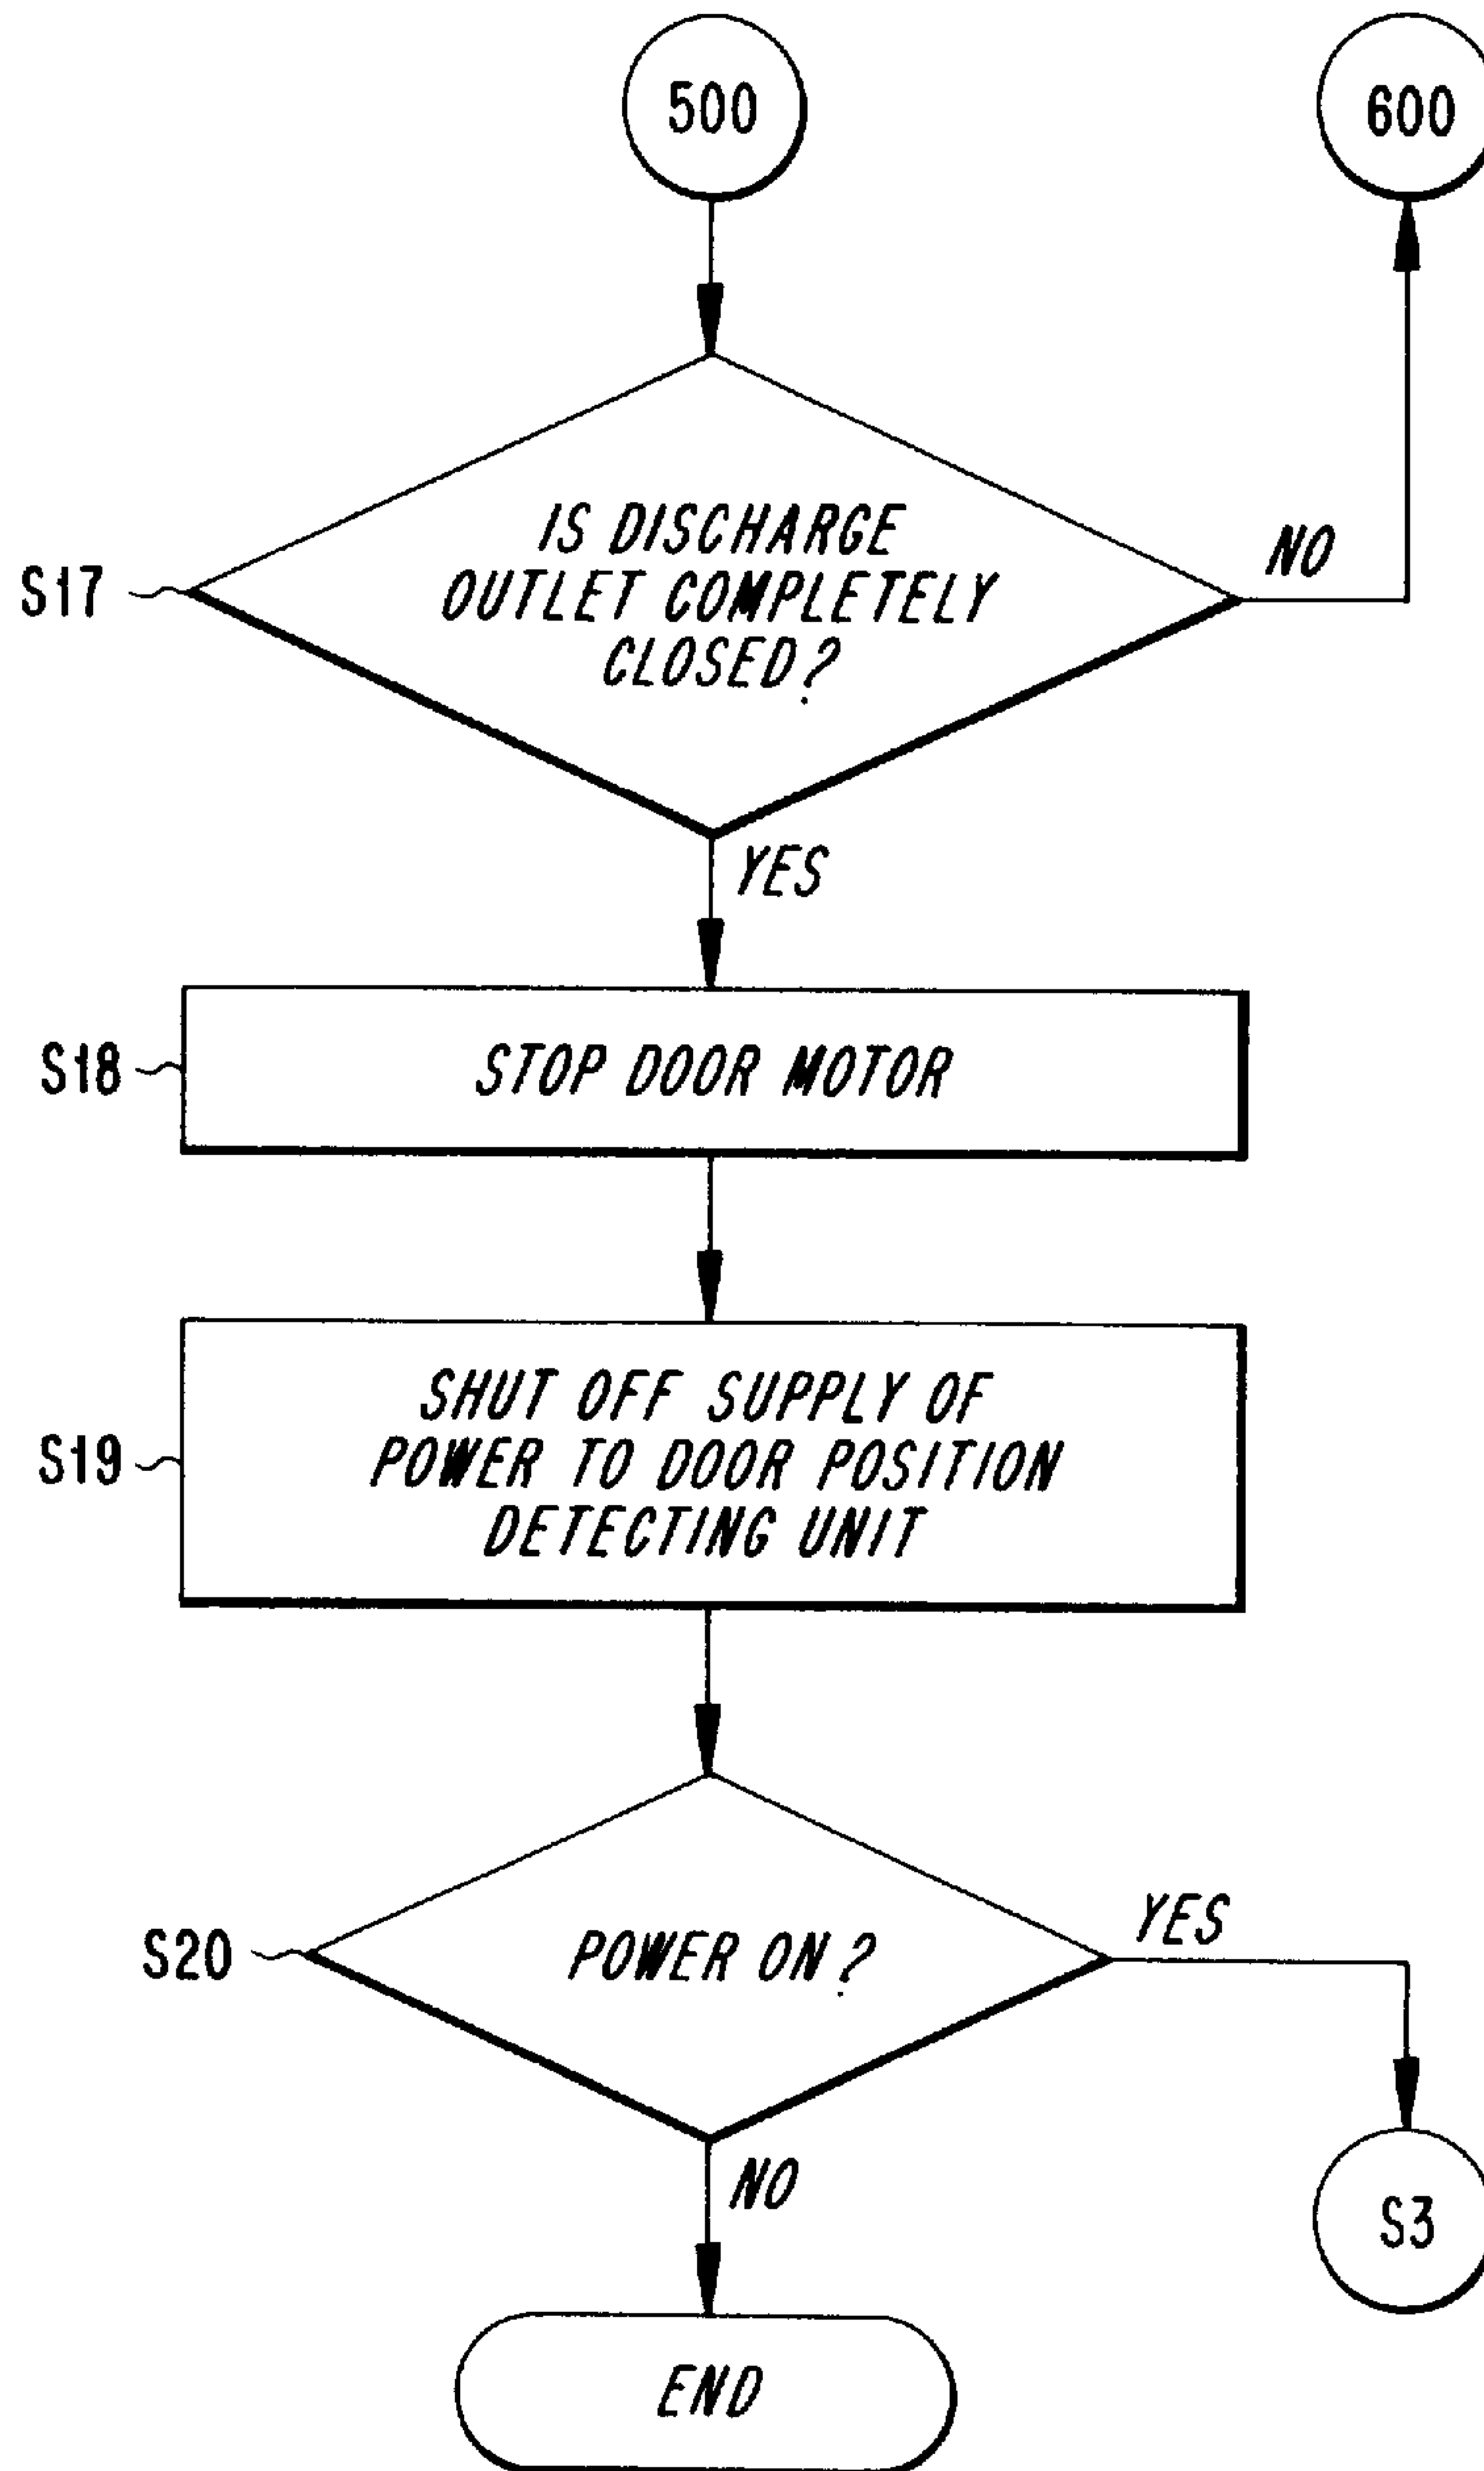 500
600
IS DISCHARGE
OUTLET COMPLETELY
CLOSED?
NO
S17
YES
S18
STOP DOOR MOTOR
S19
SHUT OFF SUPPLY OF
POWER TO DOOR POSITION
DETECTING UNIT
YES
S20
POWER ON?
NO
S3
END